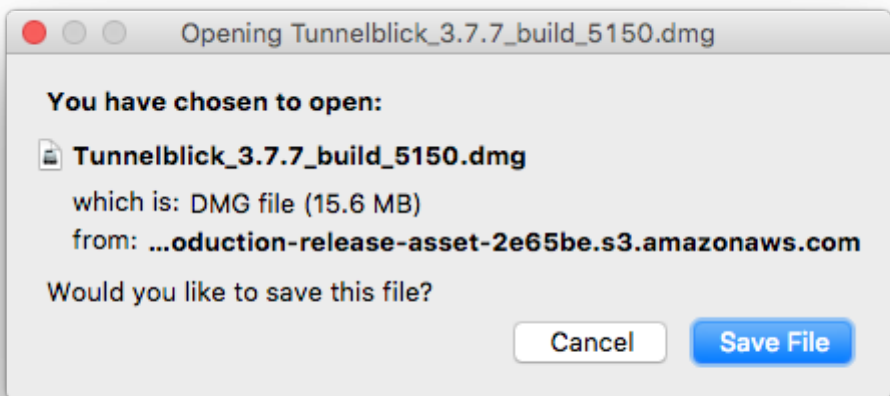 Opening Tunnelblick_3.7.7_build_5150.dmg
You have chosen to open:
Tunnelblick_3.7.7_build_5150.dmg
which is: DMG file (15.6 MB)
from: ...oduction-release-asset-2e65be.s3.amazonaws.com
Would you like to save this file?
Cancel Save File